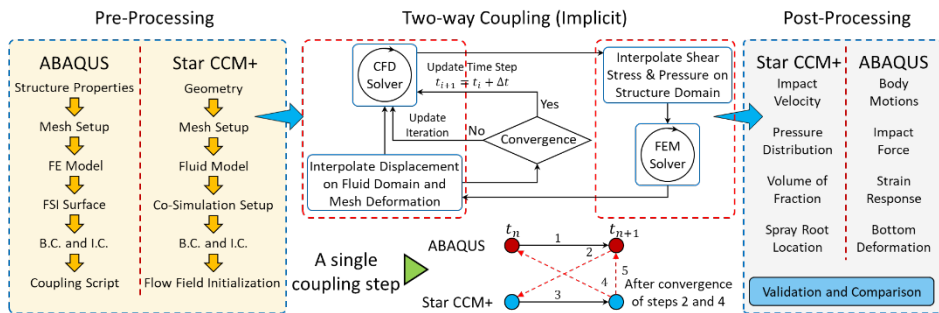 Pre-Processing
Two-way Coupling (Implicit)
Post-Processing
ABAQUS
Structure Properties
Mesh Setup
FE Model
FSI Surface
B.C. and I.C.
Coupling Script
Star CCM+
Geometry
Mesh Setup
Fluid Model
Co-Simulation Setup
B.C. and I.C.
Flow Field Initialization
CFD
Solver
Update Time Step
t_{i+1} = t_i + Δt
Interpolate Shear
Stress & Pressure on
Structure Domain
Yes
Update
Iteration
No
Convergence
FEM
Solver
Interpolate Displacement
on Fluid Domain and
Mesh Deformation
A single
coupling step
t_n
t_{n+1}
ABAQUS
1
2
5
4
Star CCM+
3
After convergence
of steps 2 and 4
Star CCM+
Impact
Velocity
Pressure
Distribution
Volume of
Fraction
Spray Root
Location
ABAQUS
Body
Motions
Impact
Force
Strain
Response
Bottom
Deformation
Validation and Comparison